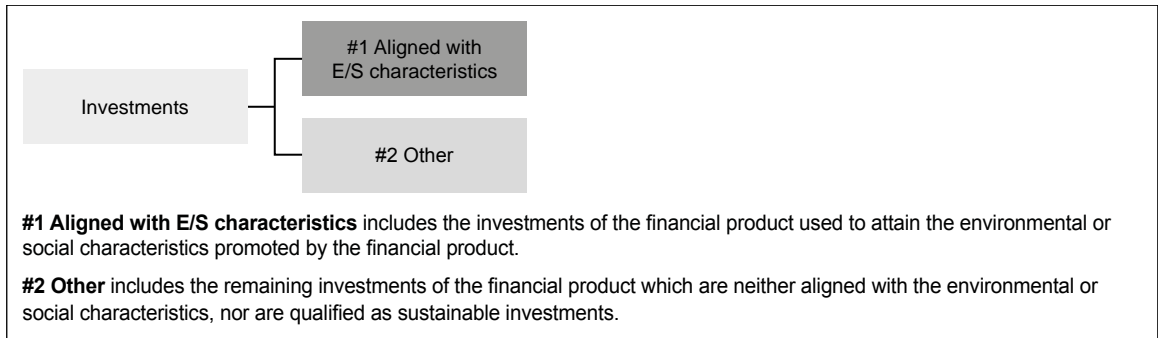 #1 Aligned with
E/S characteristics
Investments
#2 Other
#1 Aligned with E/S characteristics includes the investments of the financial product used to attain the environmental or
social characteristics promoted by the financial product.
#2 Other includes the remaining investments of the financial product which are neither aligned with the environmental or
social characteristics, nor are qualified as sustainable investments.